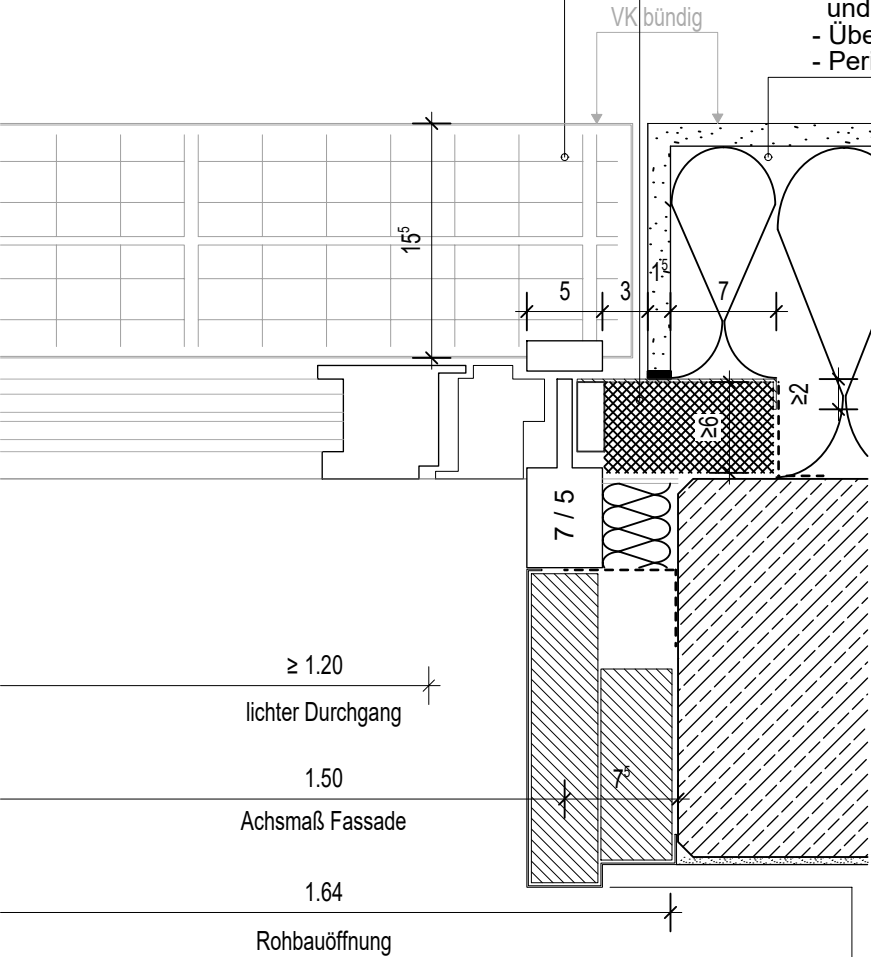 VK bündig
und
- Übe
- Peri
15⁵
5
3
1⁵
7
≥2
≥6
7 / 5
≥ 1.20
lichter Durchgang
1.50
7⁵
Achsmaß Fassade
1.64
Rohbauöffnung